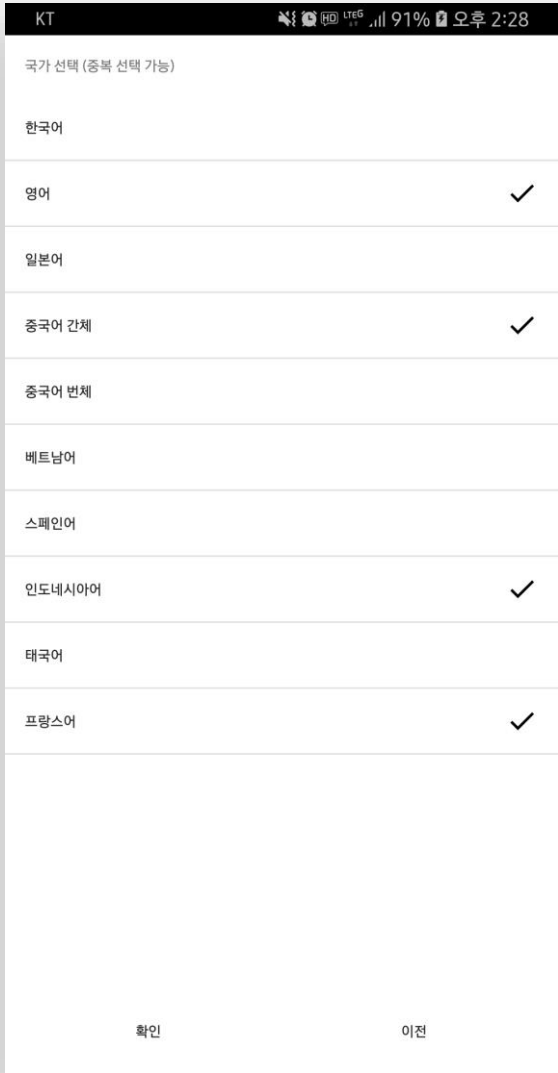 KT 91% 오후 2:28
국가 선택 (중복 선택 가능)
한국어
영어
일본어
중국어 간체
중국어 번체
베트남어
스페인어
인도네시아어
태국어
프랑스어
확인 이전